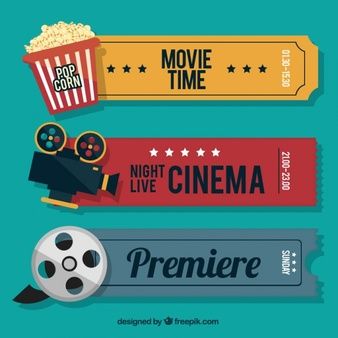 POP
CORN
MOVIE
TIME
01.30 - 15.30
NIGHT
LIVE
CINEMA
21.00 - 23.00
Premiere
SUNDAY
designed by freepik.com